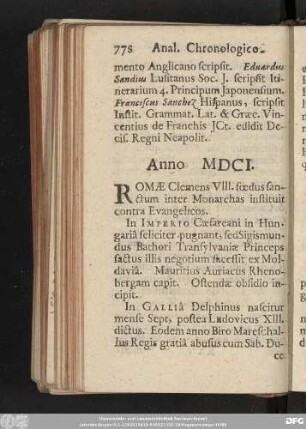 778 Anal. Chronologico-
mento Anglicano scripsit. Eduardus
Sandius Lusitanus Soc. J. scripsit Iti-
nerarium 4. Principum Japonensium.
Franciscus Sanchez Hispanus, scripsit
Instit. Grammat. Lat. & Græc. Vin-
centius de Franchis JCt. edidit De-
cis. Regni Neapolit.
Anno MDCI.
ROMÆ Clemens VIII. fœdus san-
ctum inter Monarchas instituit
contra Evangelicos.
In IMPERIO Cæsareani in Hun-
gariâ feliciter pugnant, sed Sigismun-
dus Bathori Transylvaniæ Princeps
factus illis negotium facessit ex Mol-
daviâ. Mauritius Auriacus Rheno-
bergam capit. Ostendæ obsidio in-
cipit.
In GALLIÂ Delphinus nascitur
mense Sept. postea Ludovicus XIII.
dictus. Eodem anno Biro Mareschal-
lus Regis gratiâ abusus cum Sab. Du-
ce